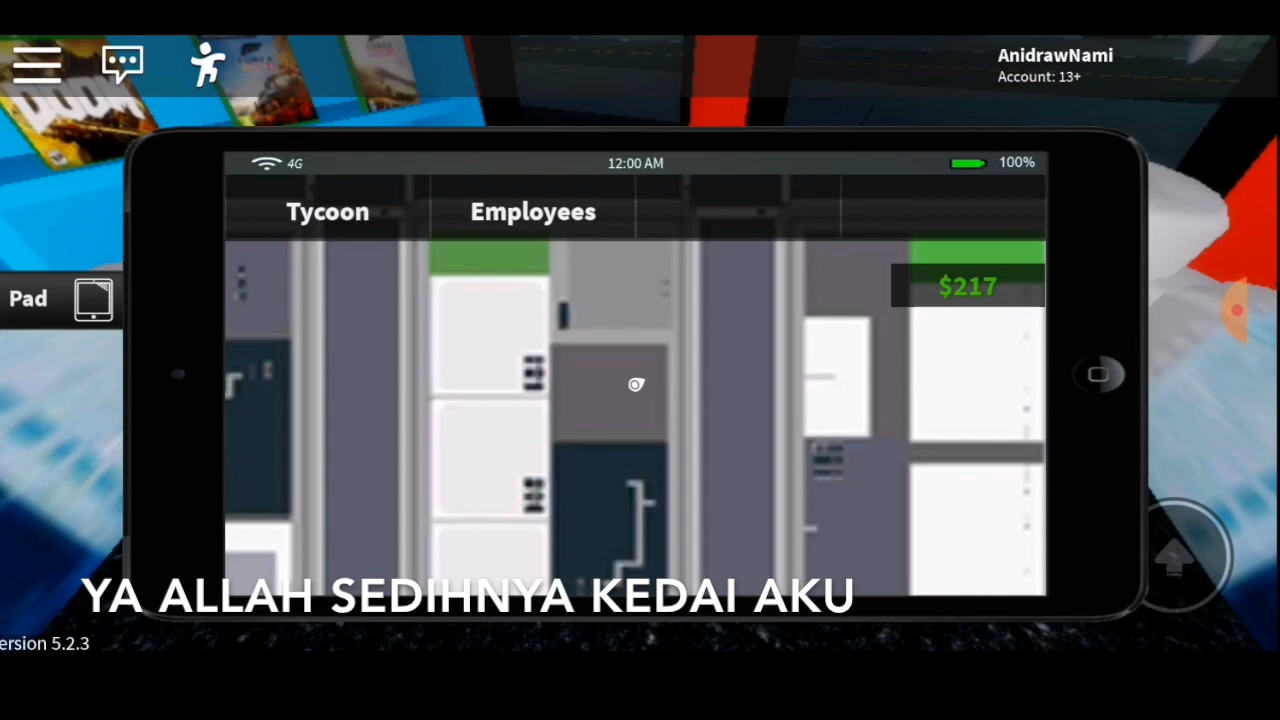 AnidrawNami
Account: 13+
DOOM
4G
12:00 AM
100%
Tycoon
Employees
$217
Pad
YA ALLAH SEDIHNYA KEDAI AKU
ersion 5.2.3